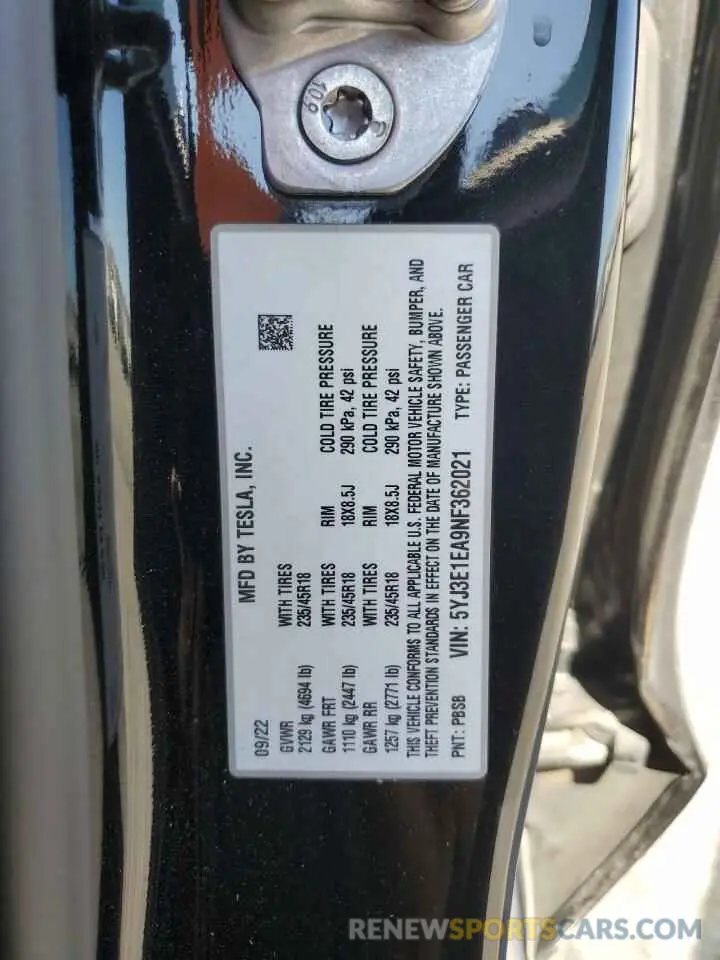 109
09/22
MFD BY TESLA, INC.
GVWR WITH TIRES
2129 kg (4694 lb) 235/45R18
GAWR FRT WITH TIRES RIM COLD TIRE PRESSURE
1110 kg (2447 lb) 235/45R18 18X8.5J 290 kPa, 42 psi
GAWR RR WITH TIRES RIM COLD TIRE PRESSURE
1257 kg (2771 lb) 235/45R18 18X8.5J 290 kPa, 42 psi
THIS VEHICLE CONFORMS TO ALL APPLICABLE U.S. FEDERAL MOTOR VEHICLE SAFETY, BUMPER, AND
THEFT PREVENTION STANDARDS IN EFFECT ON THE DATE OF MANUFACTURE SHOWN ABOVE.
PNT: PBSB VIN: 5YJ3E1EA9NF362021 TYPE: PASSENGER CAR
RENEWSPORTSCARS.COM